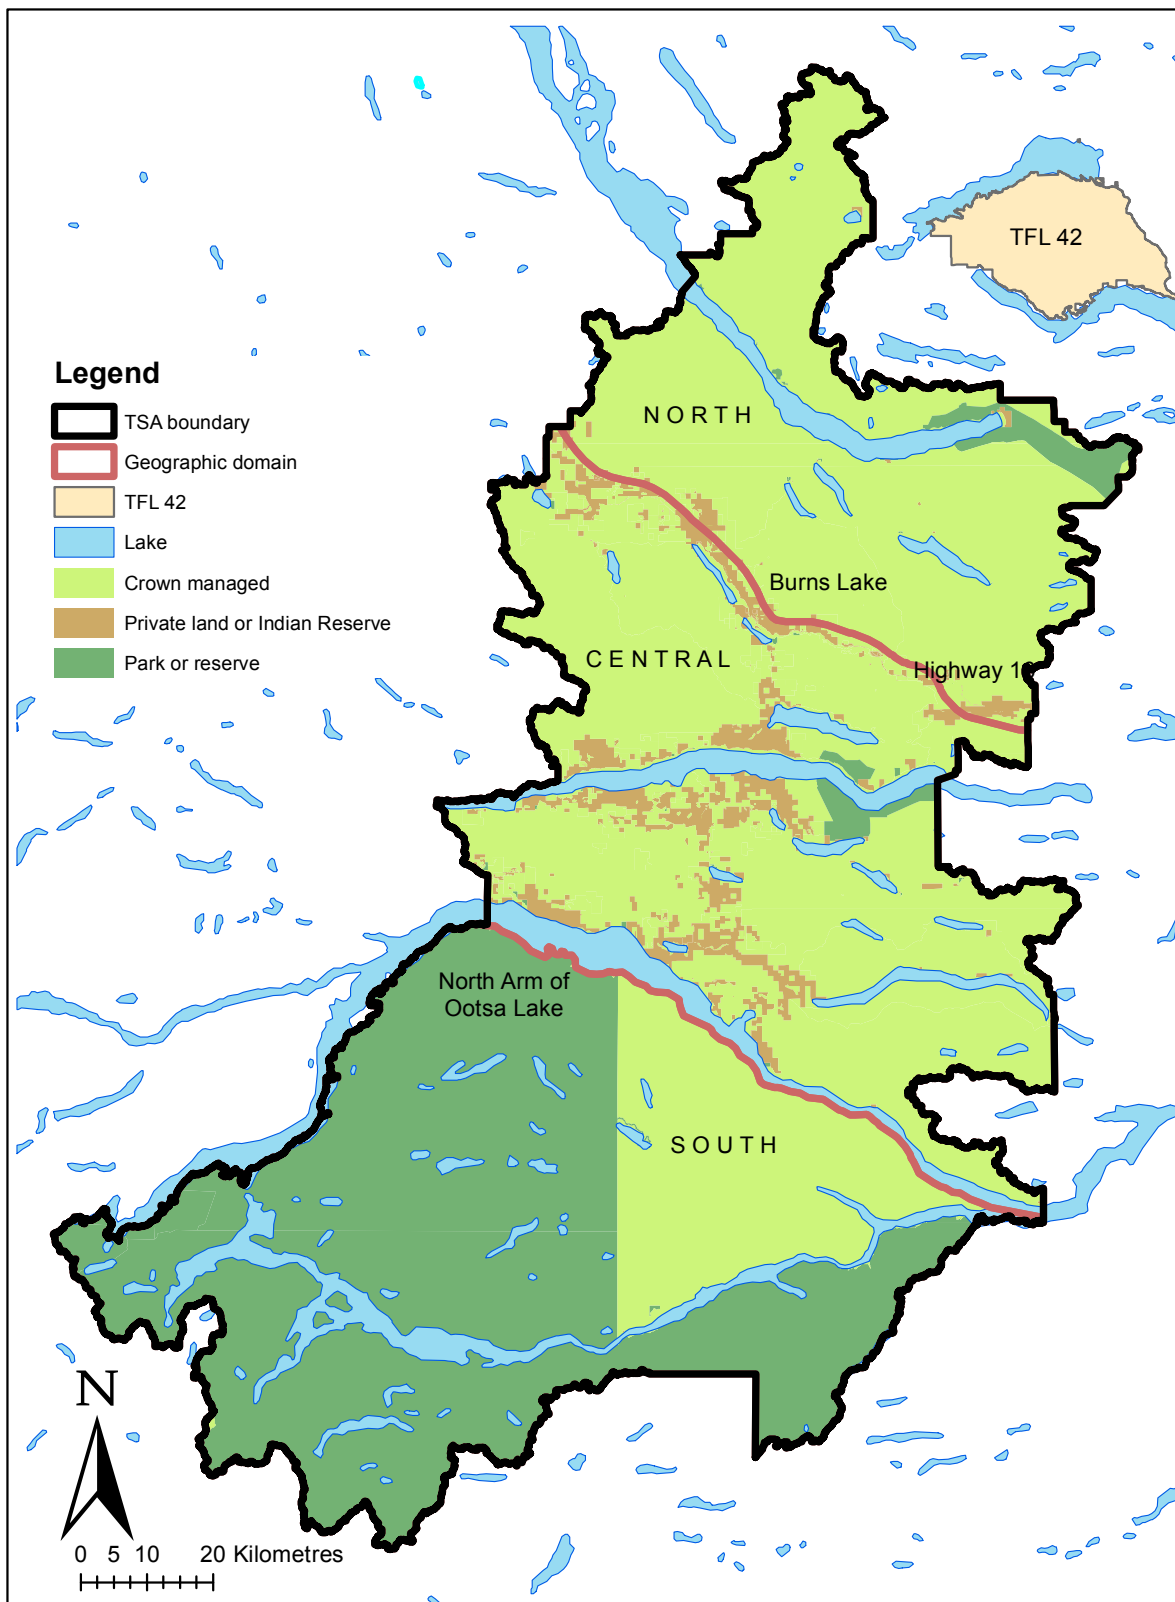 TFL 42
Legend
TSA boundary
Geographic domain
TFL 42
Lake
Crown managed
Private land or Indian Reserve
Park or reserve
NORTH
Burns Lake
CENTRAL
Highway 16
North Arm of
Ootsa Lake
SOUTH
N
0 5 10 20 Kilometres